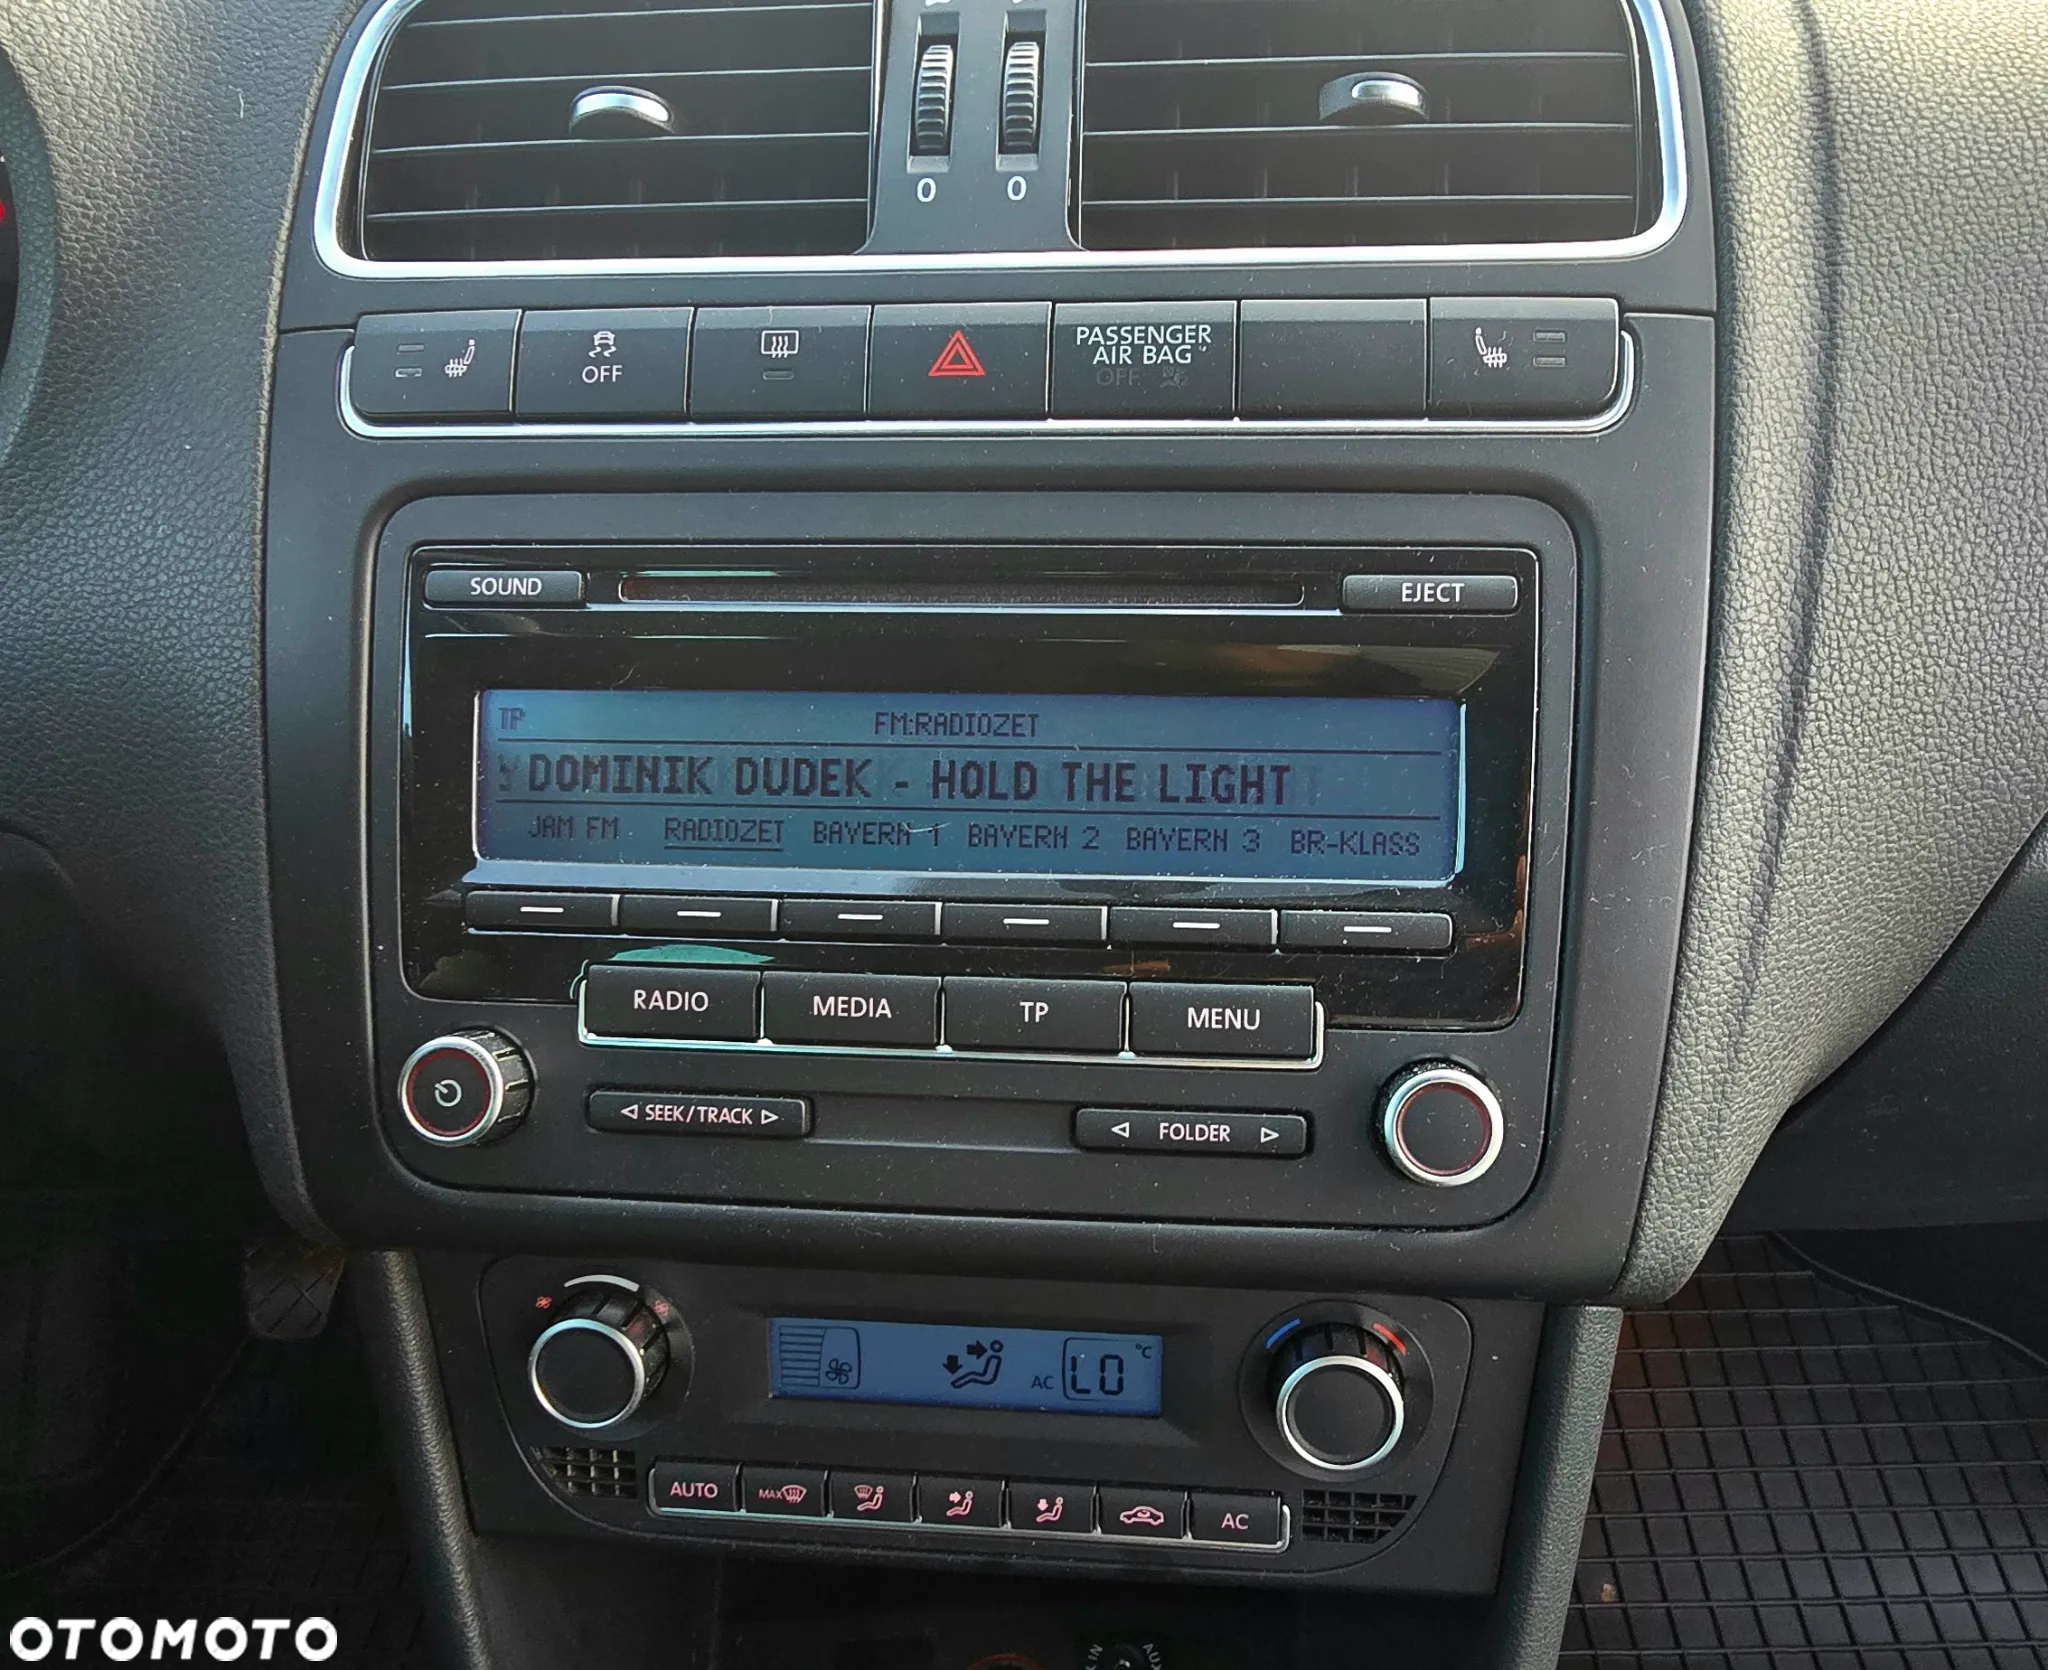 0 0
OFF
PASSENGER
AIR BAG
OFF
SOUND
EJECT
TP FM:RADIOZET
DOMINIK DUDEK - HOLD THE LIGHT
JAM FM RADIOZET BAYERN 1 BAYERN 2 BAYERN 3 BR-KLASS
RADIO MEDIA TP MENU
SEEK/TRACK
FOLDER
AC LO °C
AUTO MAX AC
OTOMOTO
IN AUX